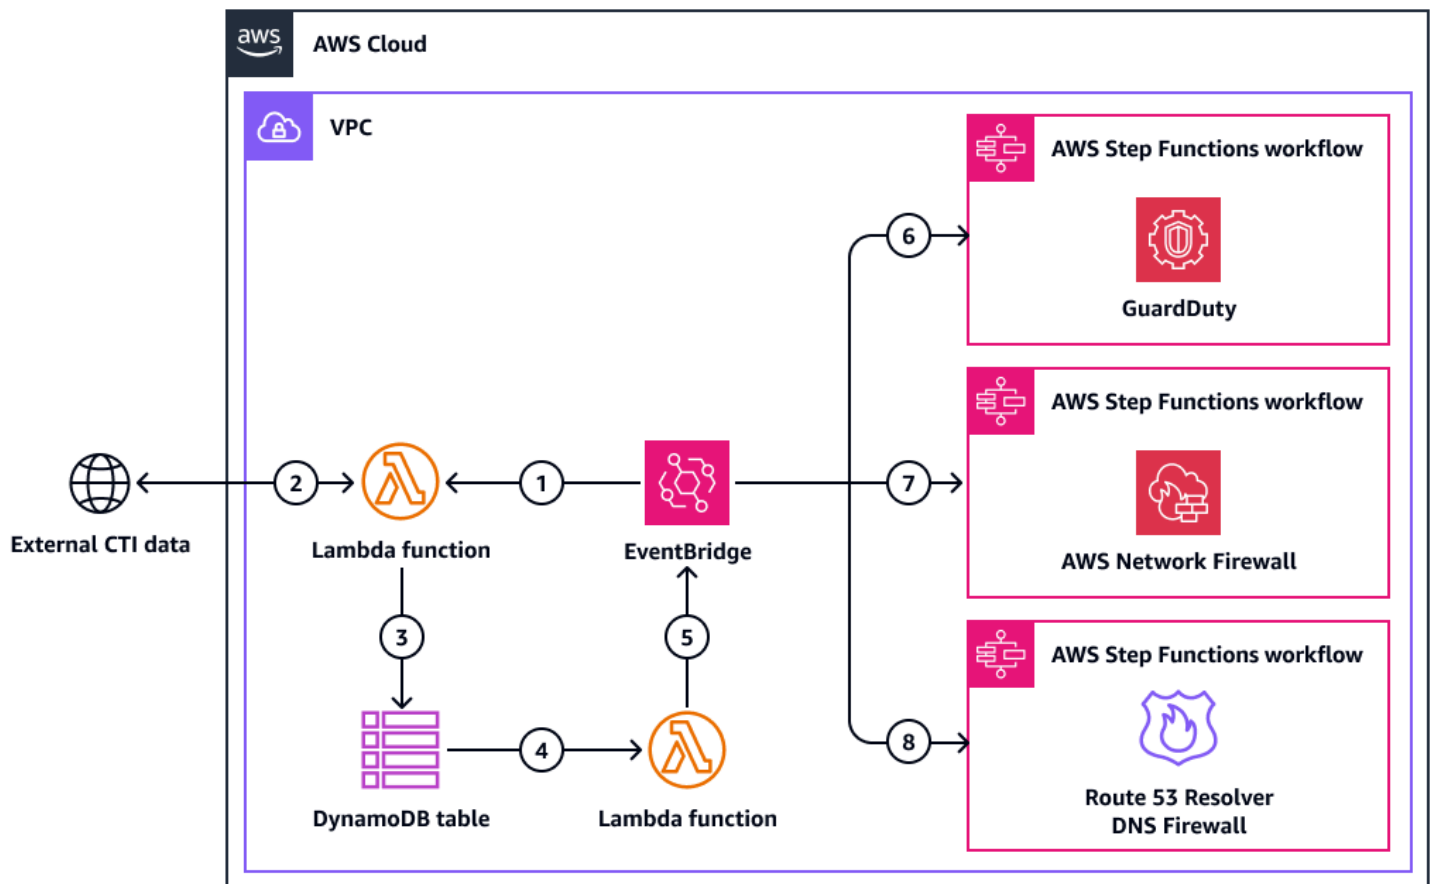 aws
AWS Cloud
VPC
AWS Step Functions workflow
6
GuardDuty
AWS Step Functions workflow
2
1
7
External CTI data
Lambda function
EventBridge
AWS Network Firewall
3
5
AWS Step Functions workflow
4
8
DynamoDB table
Lambda function
Route 53 Resolver
DNS Firewall